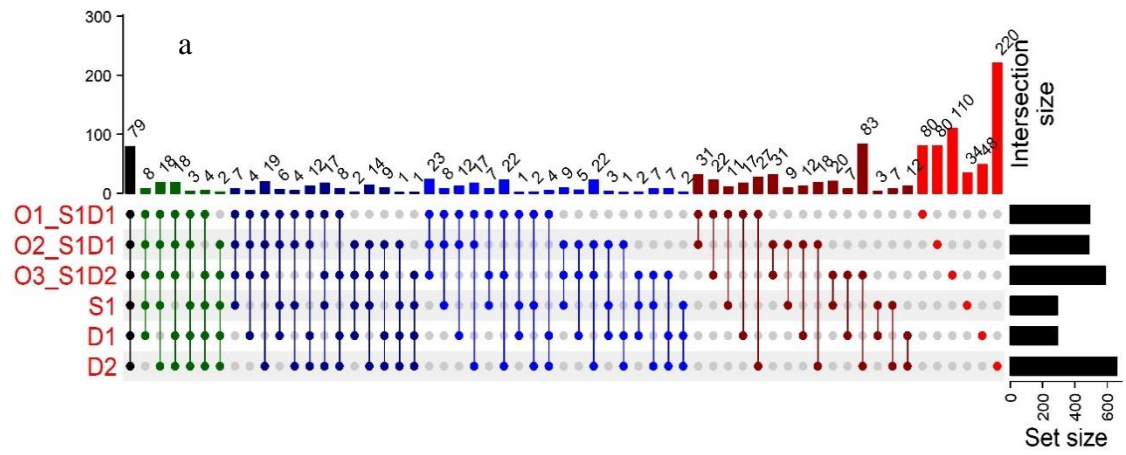 a
300
200
100
0
79 8 18 18 3 4 2 7 4 19 6 4 12 17 8 2 14 9 1 1 23 8 12 17 7 22 1 2 4 9 5 22 3 1 2 7 7 2 31 22 11 17 27 31 9 12 18 20 7 83 3 7 12 80 80 110 34 48 220
Intersection
size
O1_S1D1
O2_S1D1
O3_S1D2
S1
D1
D2
0 200 400 600
Set size